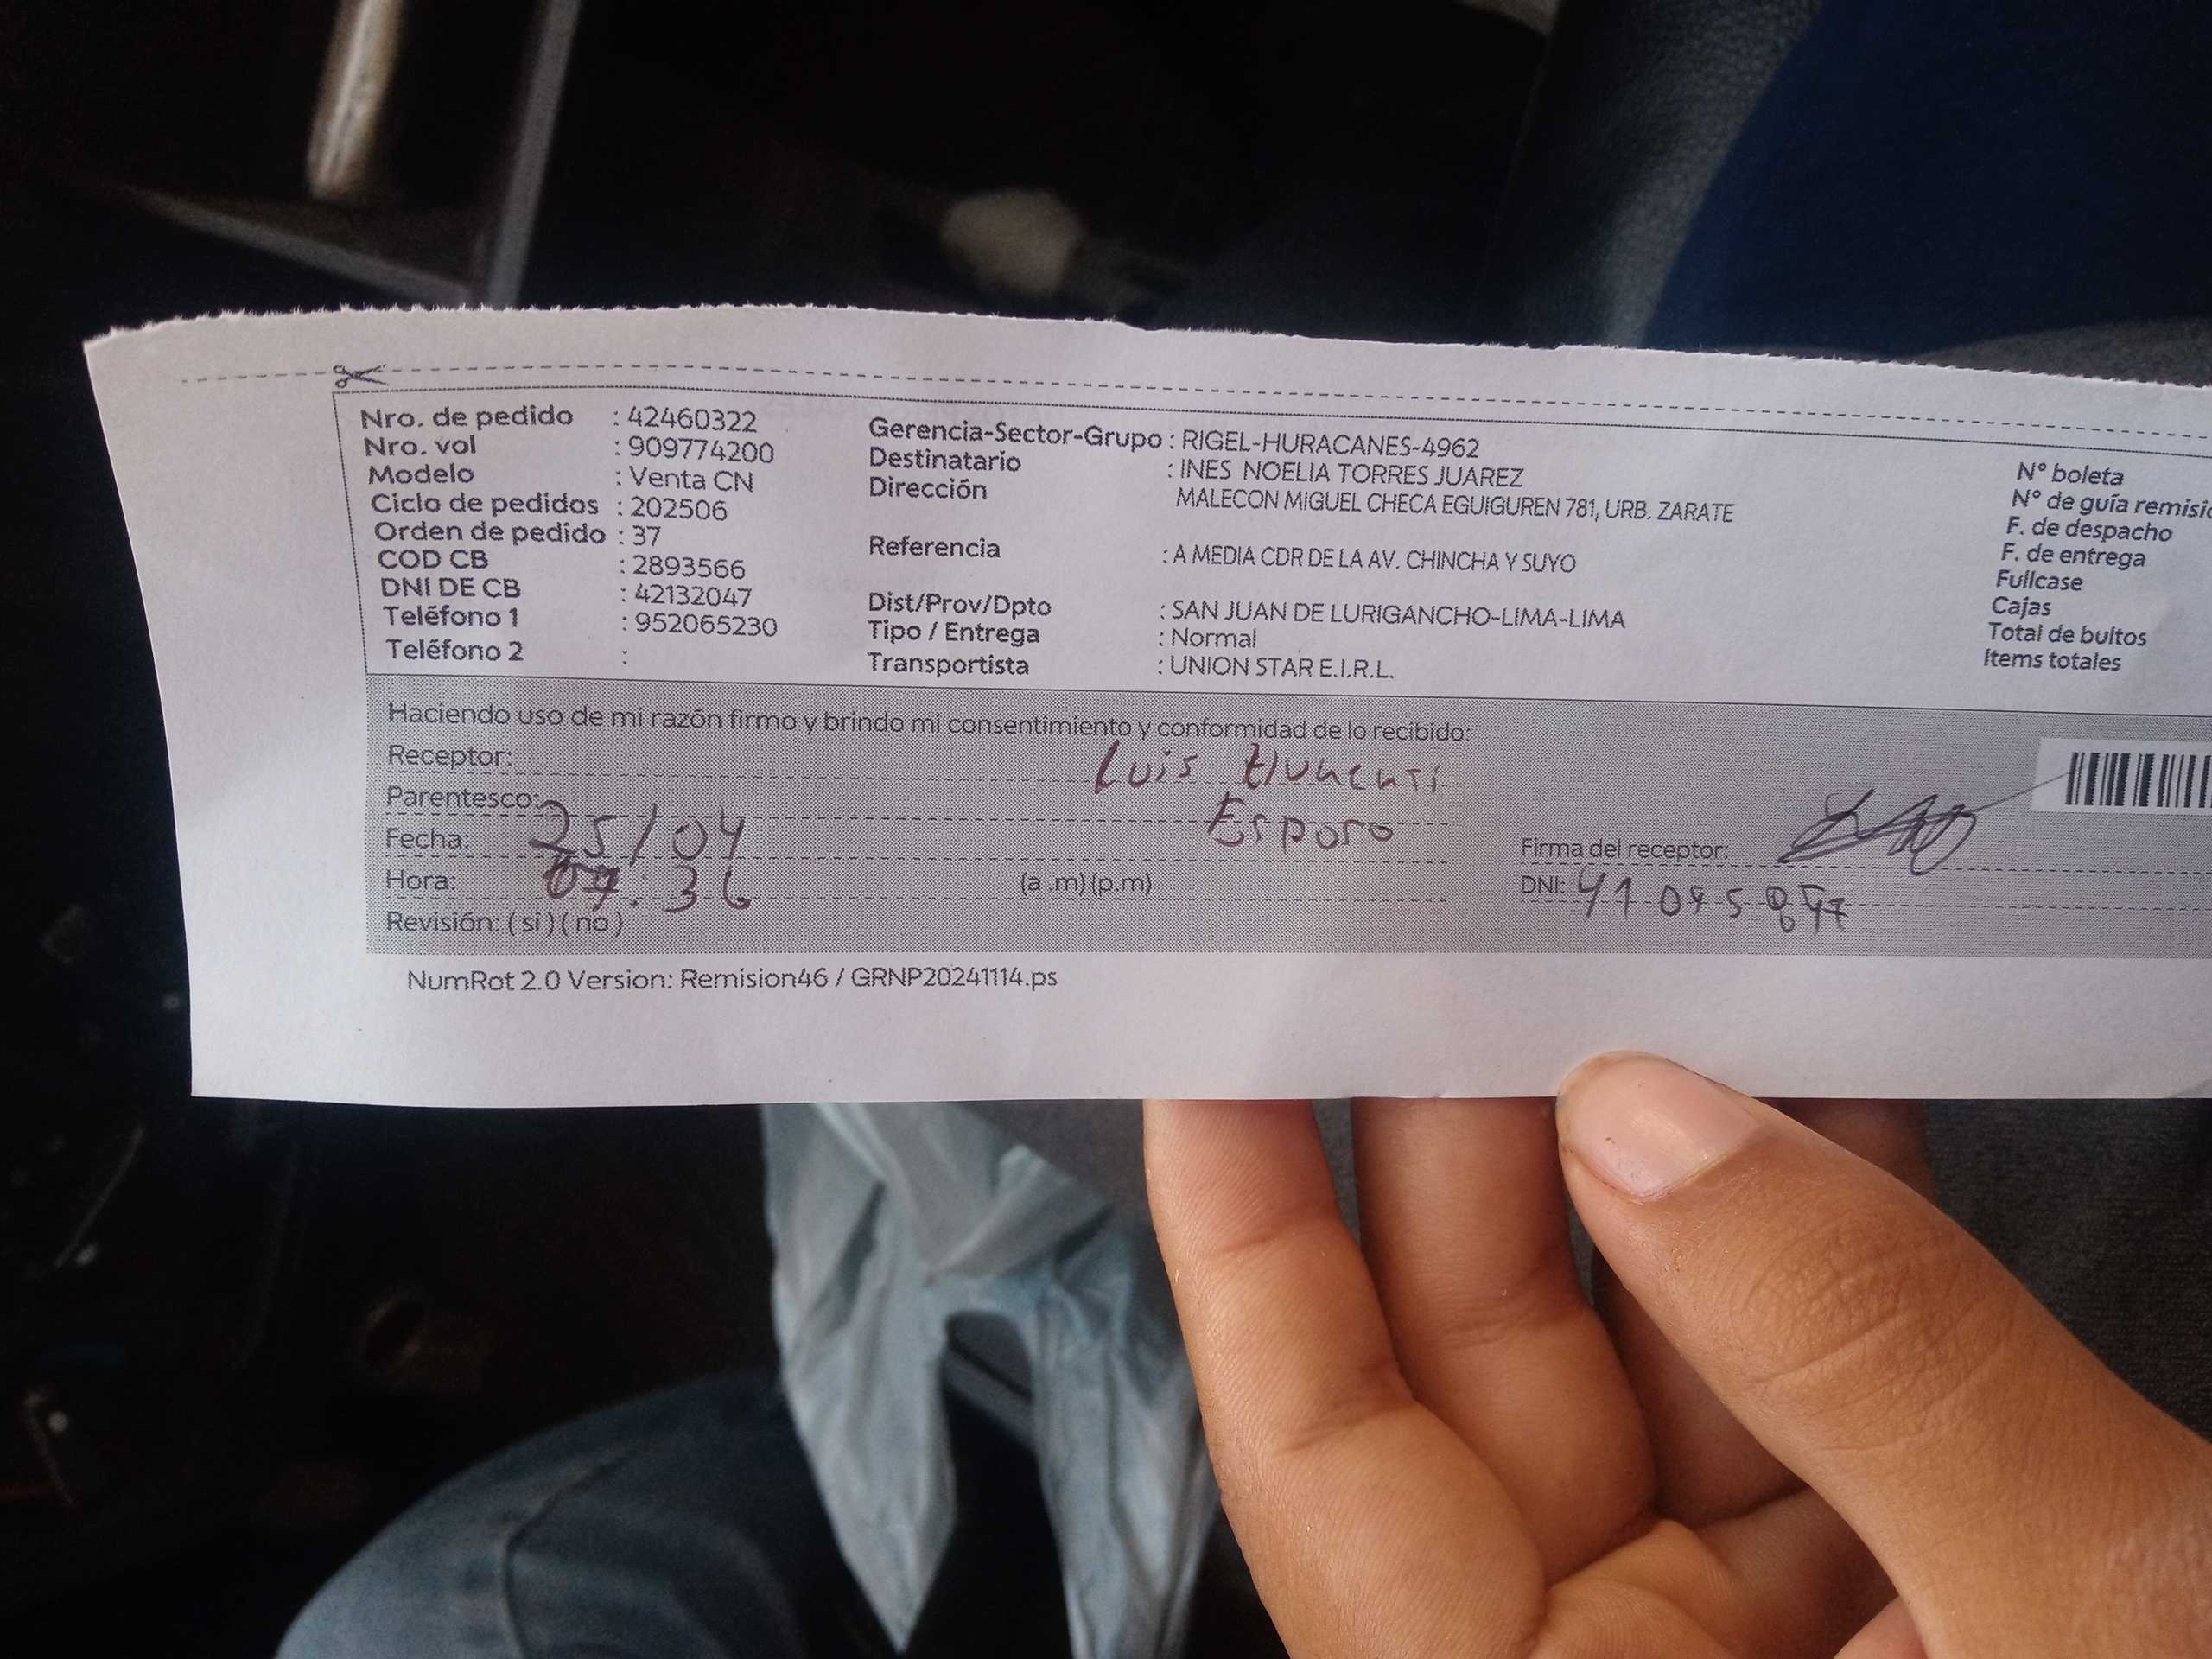 Nro. de pedido : 42460322
Nro. vol : 909774200
Modelo : Venta CN
Ciclo de pedidos : 202506
Orden de pedido : 37
COD CB : 2893566
DNI DE CB : 42132047
Teléfono 1 : 952065230
Teléfono 2 :
Gerencia-Sector-Grupo : RIGEL-HURACANES-4962
Destinatario : INES NOELIA TORRES JUAREZ
Dirección MALECON MIGUEL CHECA EGUIGUREN 781, URB. ZARATE
Referencia : A MEDIA CDR DE LA AV. CHINCHA Y SUYO
Dist/Prov/Dpto : SAN JUAN DE LURIGANCHO-LIMA-LIMA
Tipo / Entrega : Normal
Transportista : UNION STAR E.I.R.L.
N° boleta
N° de guía
F. de despacho
F. de entrega
Fullcase
Cajas
Total de bultos
Items totales
Haciendo uso de mi razón firmo y brindo mi consentimiento y conformidad de lo recibido:
Receptor: Luis
Parentesco: Esposo
Fecha: 25/04
Hora: (a .m) (p.m)
Revisión: ( si ) ( no )
Firma del receptor:
DNI:
NumRot 2.0 Version: Remision46 / GRNP20241114.ps